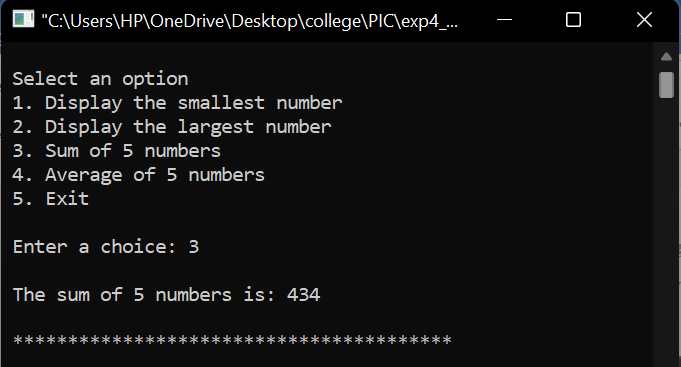 "C:\Users\HP\OneDrive\Desktop\college\PIC\exp4_...
Select an option
1. Display the smallest number
2. Display the largest number
3. Sum of 5 numbers
4. Average of 5 numbers
5. Exit
Enter a choice: 3
The sum of 5 numbers is: 434
****************************************